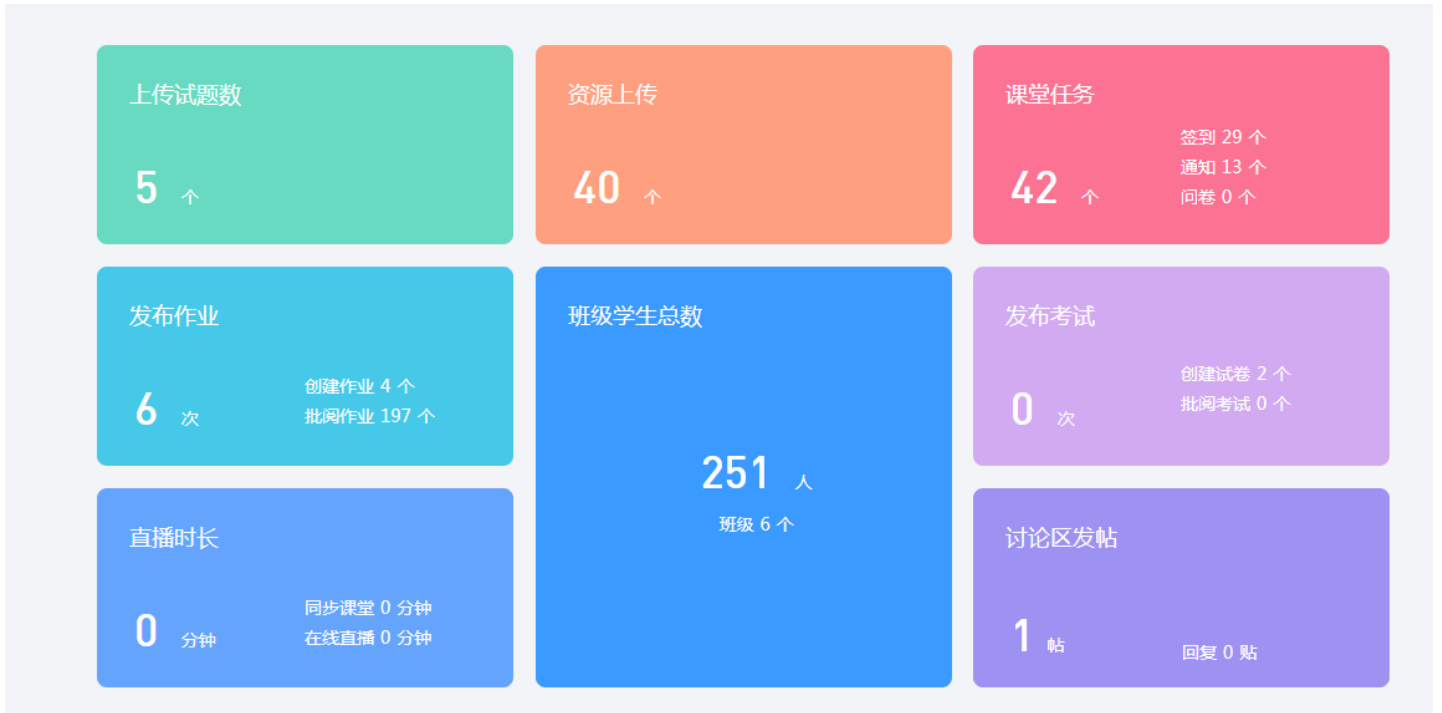 上传试题数
5 个
资源上传
40 个
课堂任务
签到 29 个
通知 13 个
42 个
问卷 0 个
发布作业
创建作业 4 个
6 次
批阅作业 197 个
班级学生总数
251 人
班级 6 个
发布考试
创建试卷 2 个
0 次
批阅考试 0 个
直播时长
同步课堂 0 分钟
0 分钟
在线直播 0 分钟
讨论区发帖
1 帖
回复 0 贴